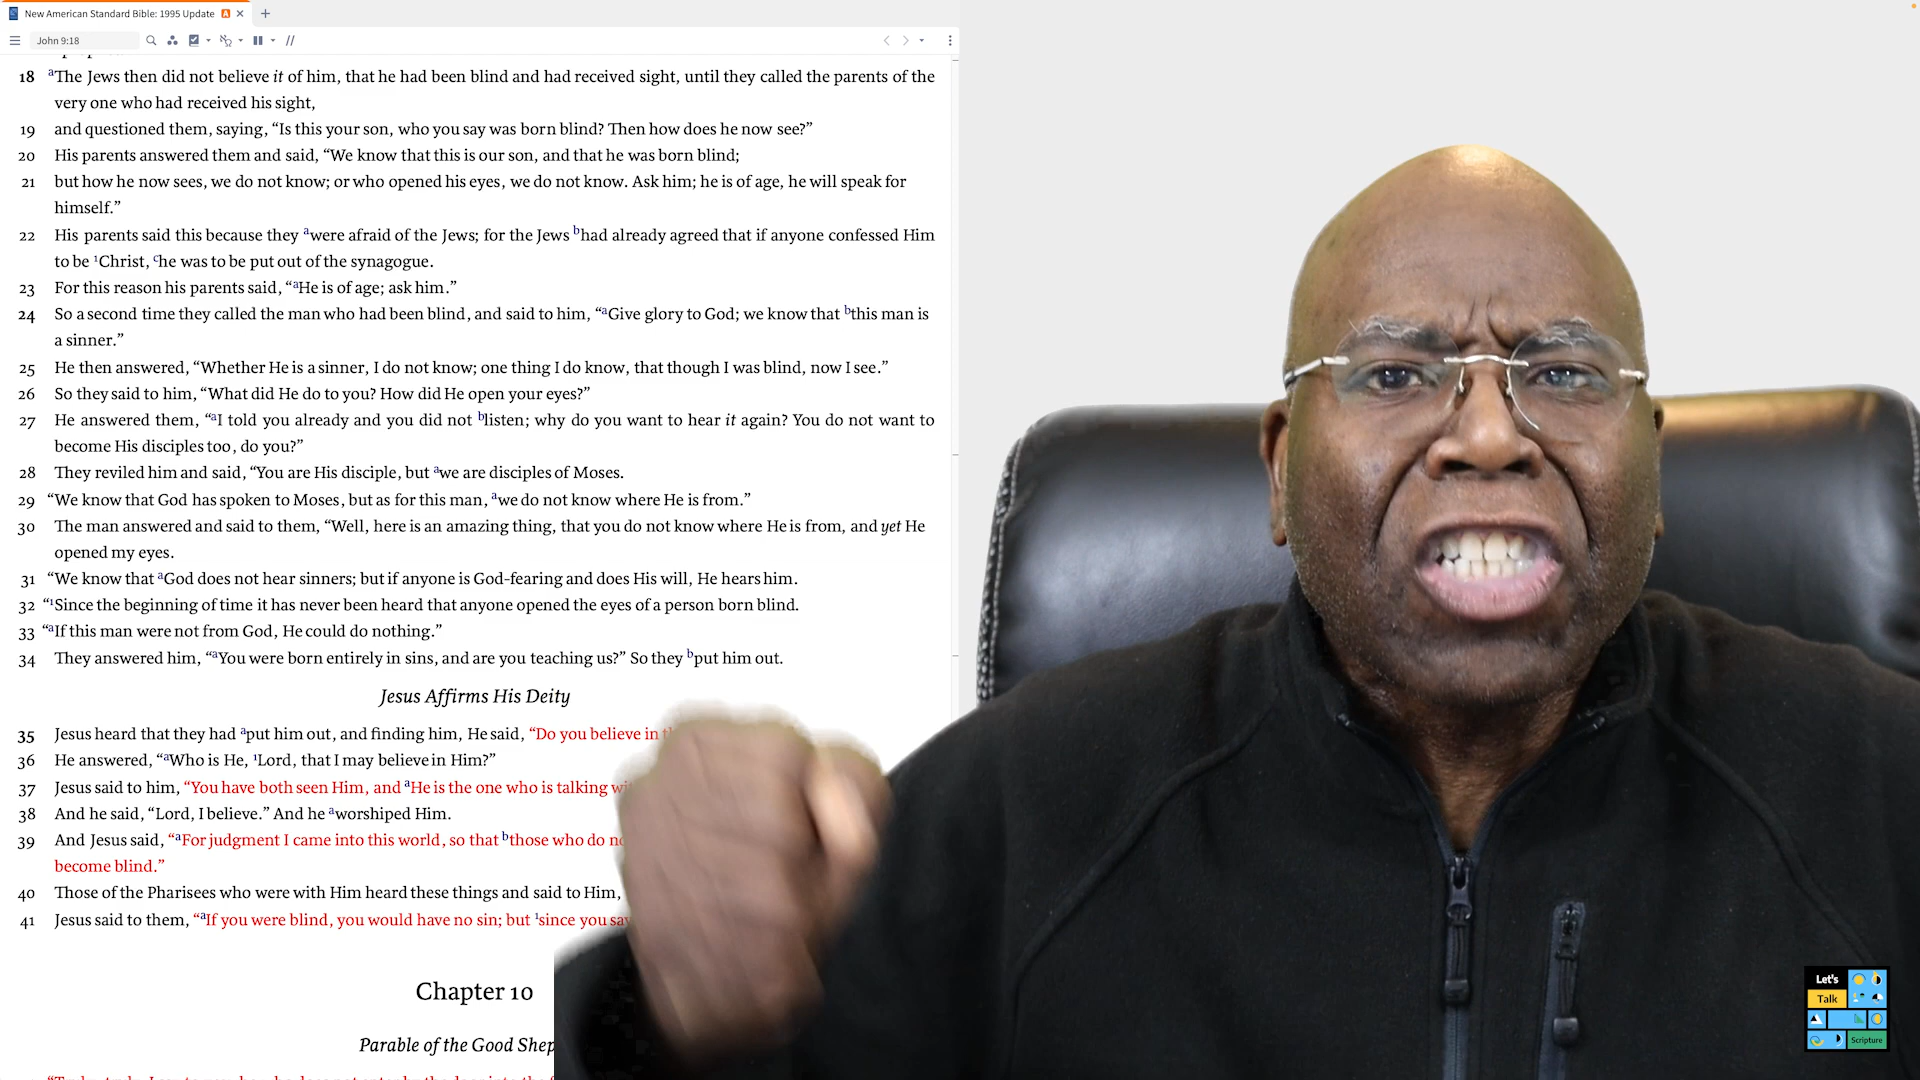 New American Standard Bible: 1995 Update A
John 9:18
18 aThe Jews then did not believe it of him, that he had been blind and had received sight, until they called the parents of the
very one who had received his sight,
19 and questioned them, saying, “Is this your son, who you say was born blind? Then how does he now see?”
20 His parents answered them and said, “We know that this is our son, and that he was born blind;
21 but how he now sees, we do not know; or who opened his eyes, we do not know. Ask him; he is of age, he will speak for
himself.”
22 His parents said this because they awere afraid of the Jews; for the Jews bhad already agreed that if anyone confessed Him
to be 1Christ, che was to be put out of the synagogue.
23 For this reason his parents said, “aHe is of age; ask him.”
24 So a second time they called the man who had been blind, and said to him, “aGive glory to God; we know that bthis man is
a sinner.”
25 He then answered, “Whether He is a sinner, I do not know; one thing I do know, that though I was blind, now I see.”
26 So they said to him, “What did He do to you? How did He open your eyes?”
27 He answered them, “aI told you already and you did not blisten; why do you want to hear it again? You do not want to
become His disciples too, do you?”
28 They reviled him and said, “You are His disciple, but awe are disciples of Moses.
29 “We know that God has spoken to Moses, but as for this man, awe do not know where He is from.”
30 The man answered and said to them, “Well, here is an amazing thing, that you do not know where He is from, and yet He
opened my eyes.
31 “We know that aGod does not hear sinners; but if anyone is God-fearing and does His will, He hears him.
32 “1Since the beginning of time it has never been heard that anyone opened the eyes of a person born blind.
33 “aIf this man were not from God, He could do nothing.”
34 They answered him, “aYou were born entirely in sins, and are you teaching us?” So they bput him out.
Jesus Affirms His Deity
35 Jesus heard that they had aput him out, and finding him, He said, “Do you believe in
36 He answered, “aWho is He, 1Lord, that I may believe in Him?”
37 Jesus said to him, “You have both seen Him, and aHe is the one who is talking
38 And he said, “Lord, I believe.” And he aworshiped Him.
39 And Jesus said, “aFor judgment I came into this world, so that bthose who do
become blind.”
40 Those of the Pharisees who were with Him heard these things and said to Him,
41 Jesus said to them, “aIf you were blind, you would have no sin; but 1since you
Chapter 10
Parable of the Good
Let's
Talk
Scripture